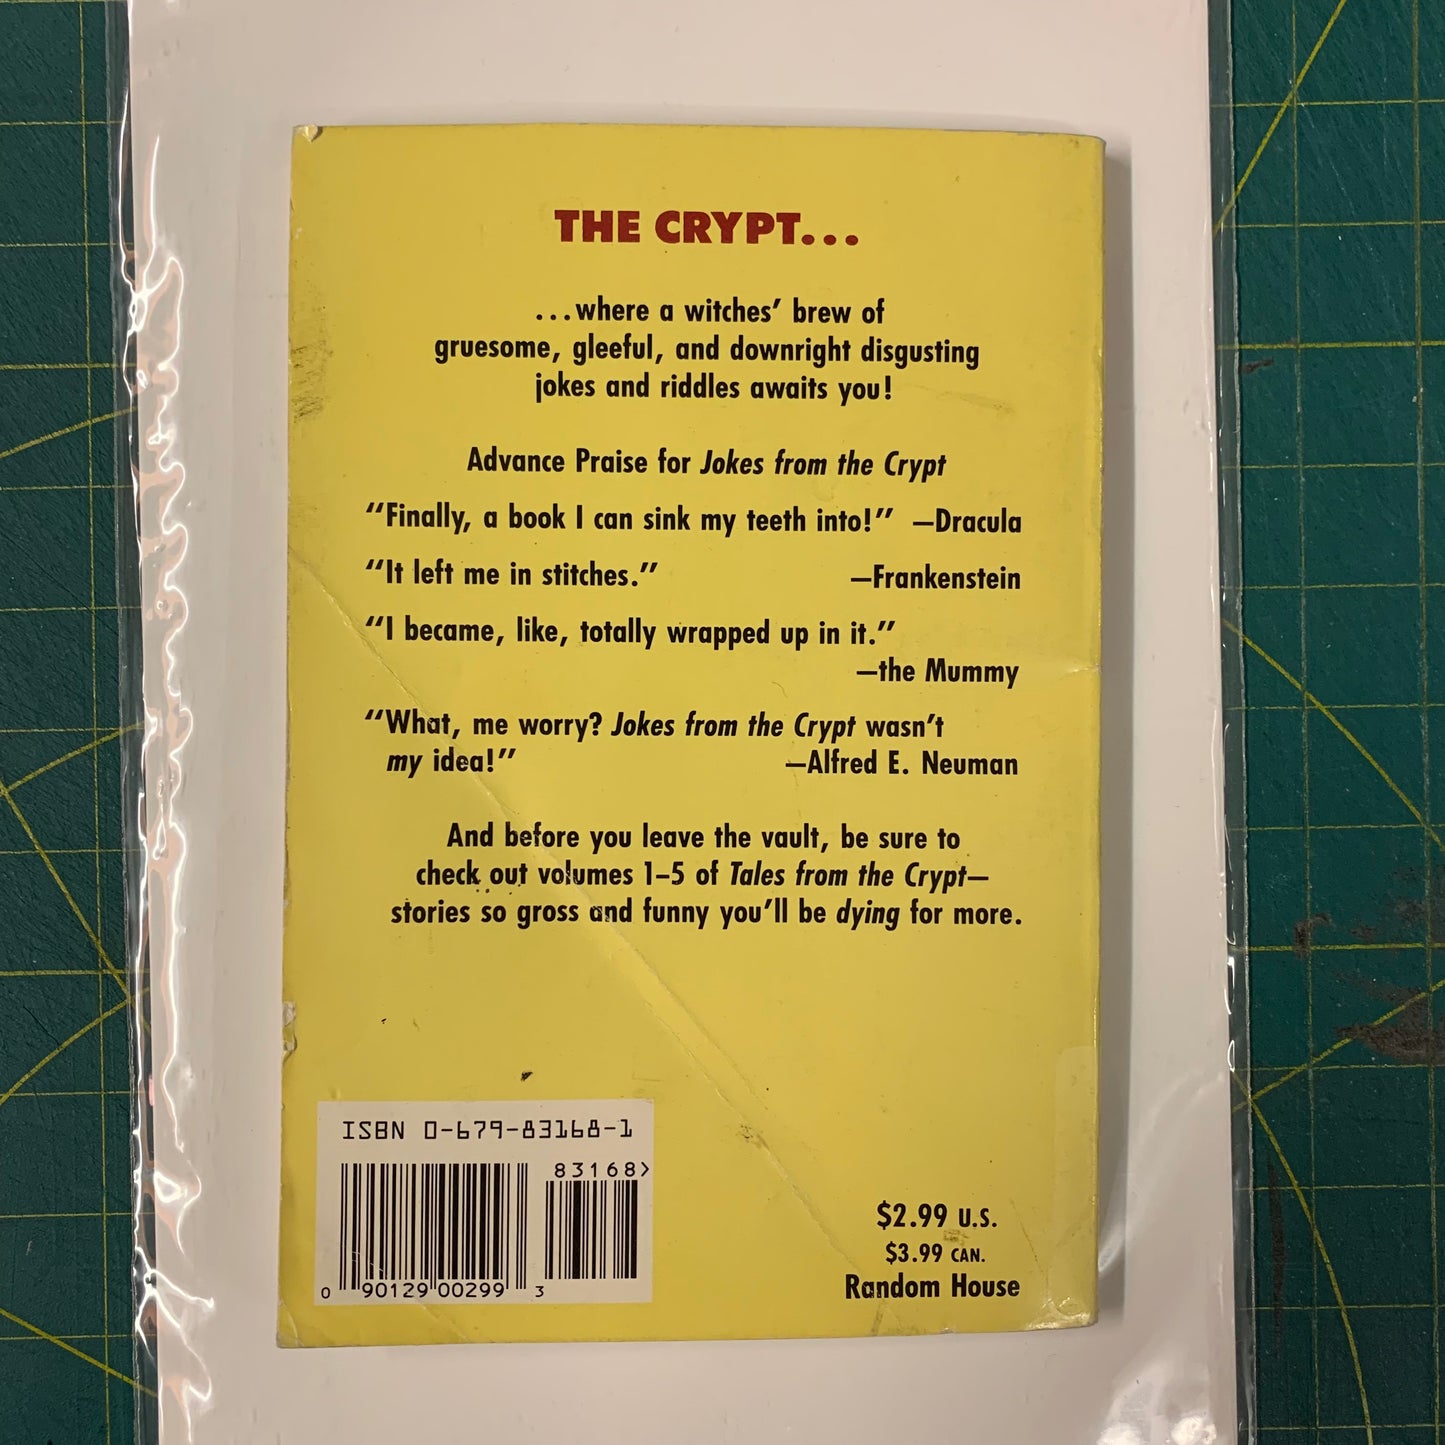 THE CRYPT...
...where a witches’ brew of
gruesome, gleeful, and downright disgusting
jokes and riddles awaits you!
Advance Praise for Jokes from the Crypt
“Finally, a book I can sink my teeth into!” —Dracula
“It left me in stitches.” —Frankenstein
“I became, like, totally wrapped up in it.”
—the Mummy
“What, me worry? Jokes from the Crypt wasn’t
my idea!” —Alfred E. Neuman
And before you leave the vault, be sure to
check out volumes 1–5 of Tales from the Crypt—
stories so gross and funny you’ll be dying for more.
ISBN 0-679-83168-1
83168>
0 90129 00299 3
$2.99 U.S.
$3.99 CAN.
Random House